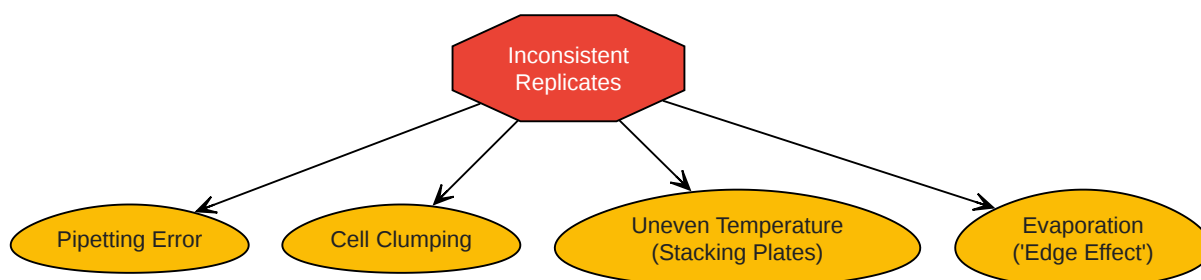 Inconsistent
Replicates
Pipetting Error
Cell Clumping
Uneven Temperature
(Stacking Plates)
Evaporation
('Edge Effect')